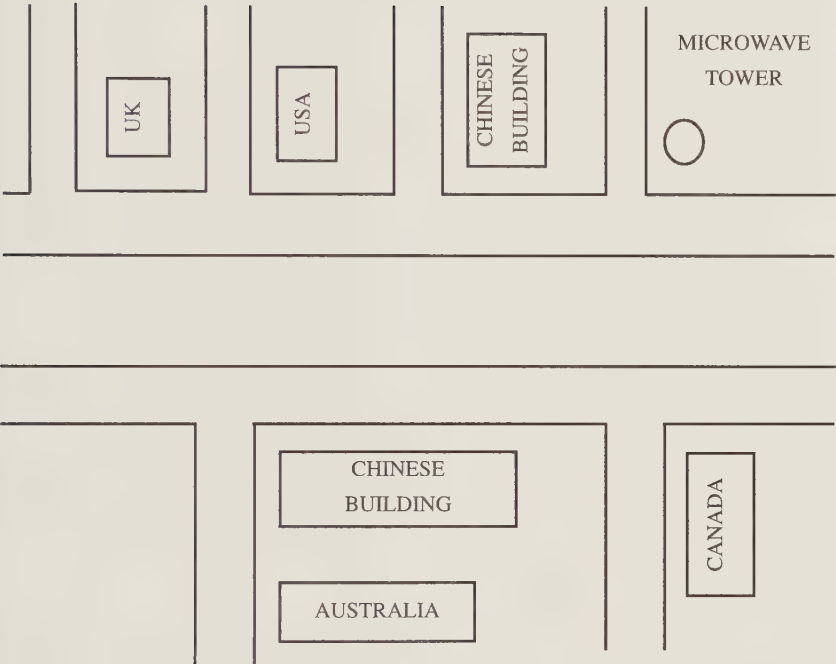 UK
USA
CHINESE
BUILDING
MICROWAVE
TOWER
CHINESE
BUILDING
AUSTRALIA
CANADA